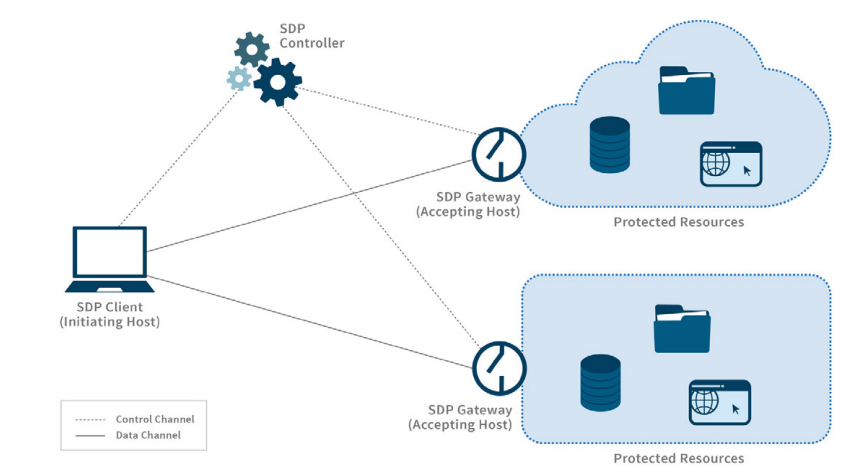 SDP
Controller
SDP Gateway
(Accepting Host)
Protected Resources
SDP Client
(Initiating Host)
SDP Gateway
(Accepting Host)
Control Channel
Data Channel
Protected Resources